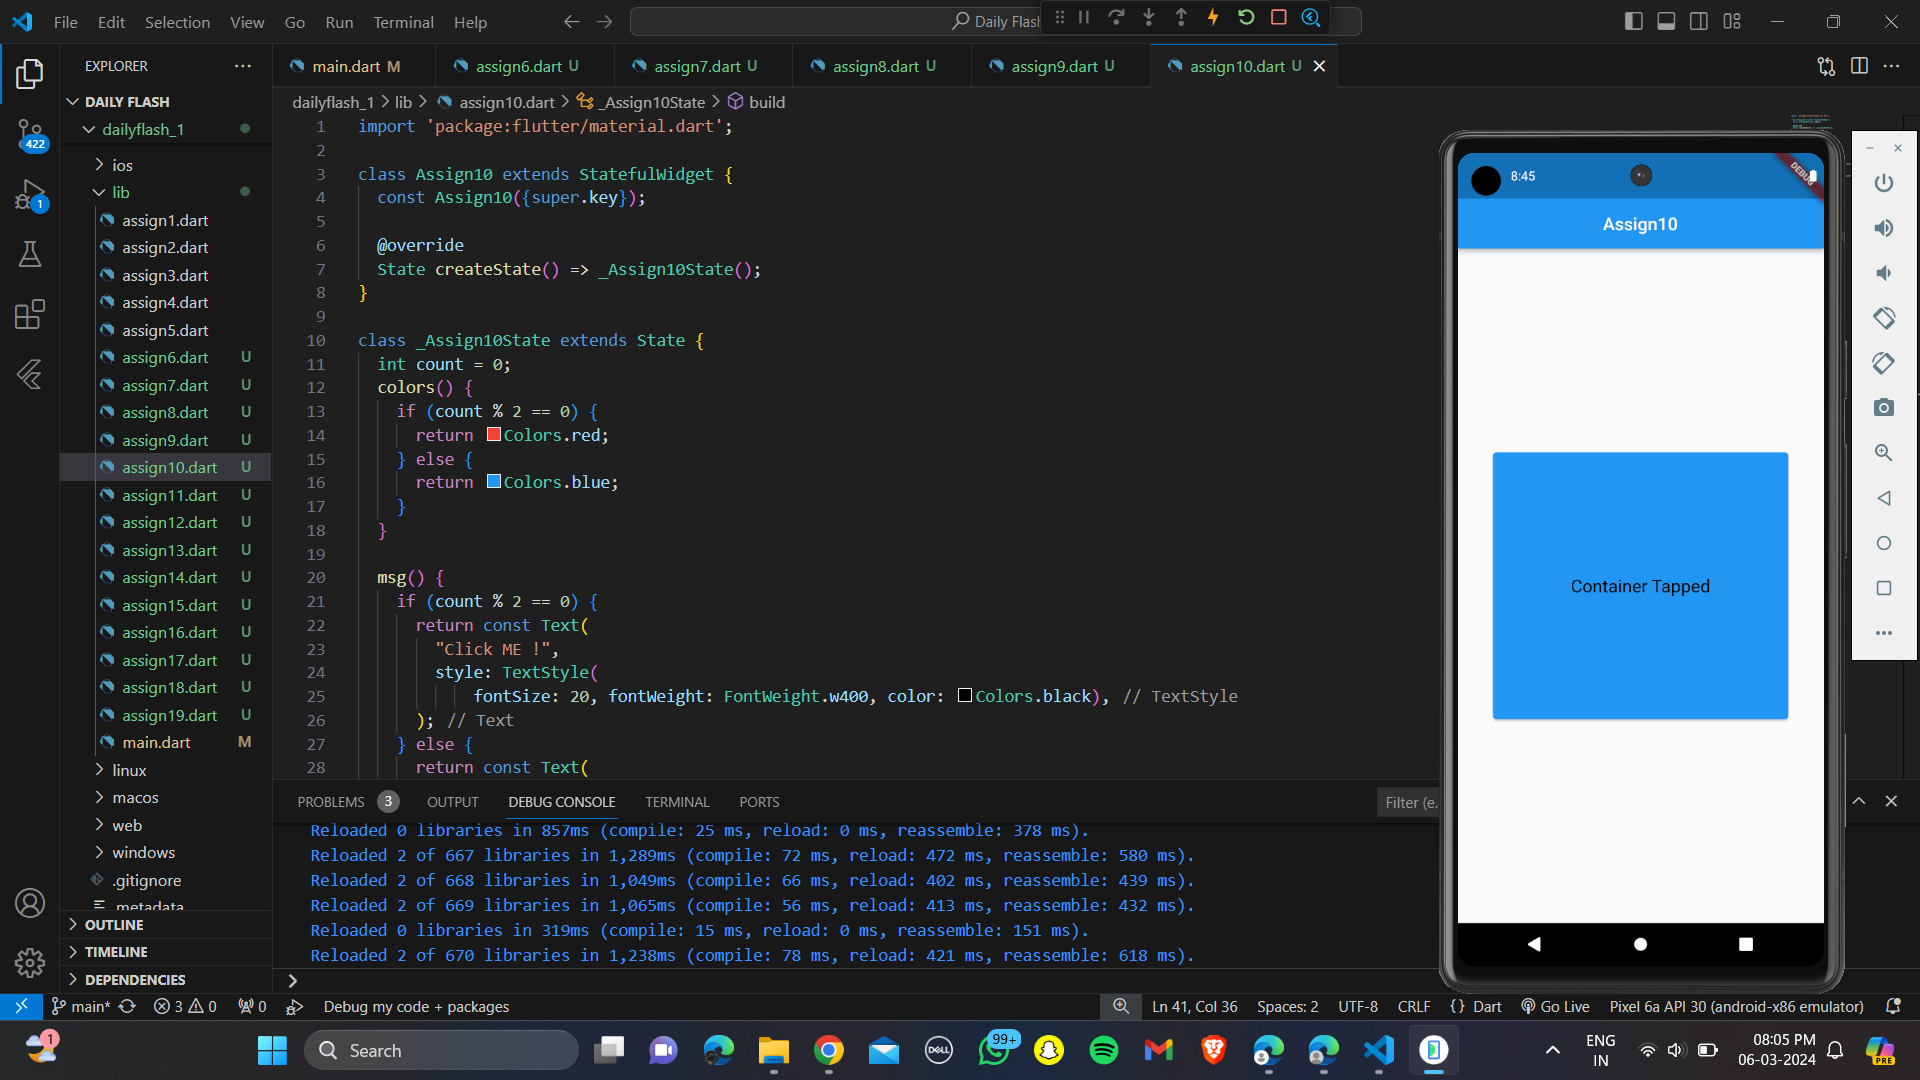 File Edit Selection View Go Run Terminal Help
Daily Flash
EXPLORER
DAILY FLASH
dailyflash_1
ios
lib
assign1.dart
assign2.dart
assign3.dart
assign4.dart
assign5.dart
assign6.dart U
assign7.dart U
assign8.dart U
assign9.dart U
assign10.dart U
assign11.dart U
assign12.dart U
assign13.dart U
assign14.dart U
assign15.dart U
assign16.dart U
assign17.dart U
assign18.dart U
assign19.dart U
main.dart M
linux
macos
web
windows
.gitignore
.metadata
OUTLINE
TIMELINE
DEPENDENCIES
422
1
main.dart M assign6.dart U assign7.dart U assign8.dart U assign9.dart U assign10.dart U
dailyflash_1 > lib > assign10.dart > _Assign10State > build
1 import 'package:flutter/material.dart';
2
3 class Assign10 extends StatefulWidget {
4 const Assign10({super.key});
5
6 @override
7 State createState() => _Assign10State();
8 }
9
10 class _Assign10State extends State {
11 int count = 0;
12 colors() {
13 if (count % 2 == 0) {
14 return Colors.red;
15 } else {
16 return Colors.blue;
17 }
18 }
19
20 msg() {
21 if (count % 2 == 0) {
22 return const Text(
23 "Click ME !",
24 style: TextStyle(
25 fontSize: 20, fontWeight: FontWeight.w400, color: Colors.black), // TextStyle
26 ); // Text
27 } else {
28 return const Text(
PROBLEMS 3 OUTPUT DEBUG CONSOLE TERMINAL PORTS
Filter (e.
Reloaded 0 libraries in 857ms (compile: 25 ms, reload: 0 ms, reassemble: 378 ms).
Reloaded 2 of 667 libraries in 1,289ms (compile: 72 ms, reload: 472 ms, reassemble: 580 ms).
Reloaded 2 of 668 libraries in 1,049ms (compile: 66 ms, reload: 402 ms, reassemble: 439 ms).
Reloaded 2 of 669 libraries in 1,065ms (compile: 56 ms, reload: 413 ms, reassemble: 432 ms).
Reloaded 0 libraries in 319ms (compile: 15 ms, reload: 0 ms, reassemble: 151 ms).
Reloaded 2 of 670 libraries in 1,238ms (compile: 78 ms, reload: 421 ms, reassemble: 618 ms).
8:45
DEBUG
Assign10
Container Tapped
main* 3 0 0 Debug my code + packages
Ln 41, Col 36 Spaces: 2 UTF-8 CRLF {} Dart Go Live Pixel 6a API 30 (android-x86 emulator)
1
Search
DELL
99+
ENG
IN
08:05 PM
06-03-2024
PRE